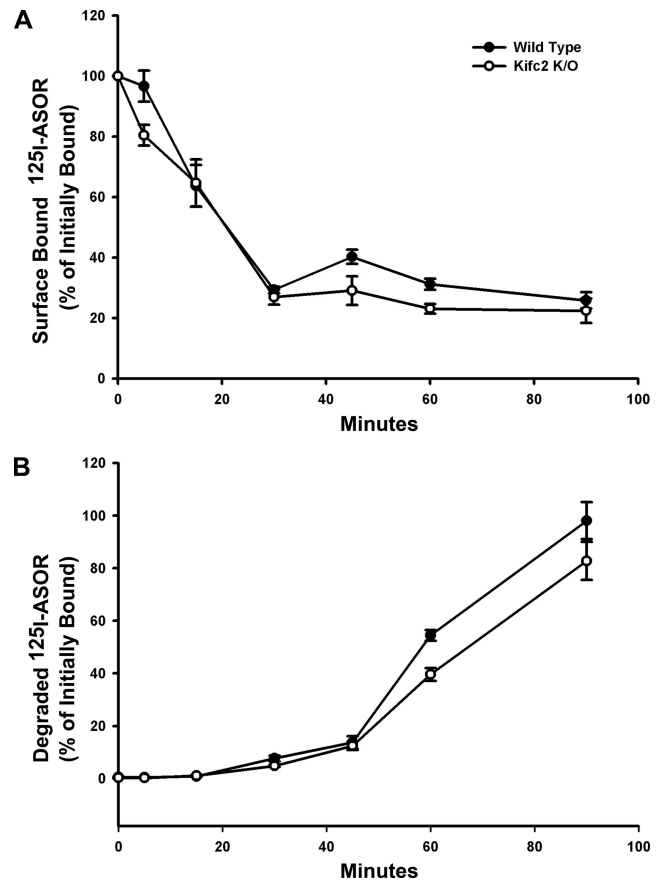 A
Surface Bound 125I-ASOR
(% of Initially Bound)
120
100
80
60
40
20
0
Wild Type
Kifc2 K/O
0 20 40 60 80 100
Minutes
B
Degraded 125I-ASOR
(% of Initially Bound)
120
100
80
60
40
20
0
0 20 40 60 80 100
Minutes